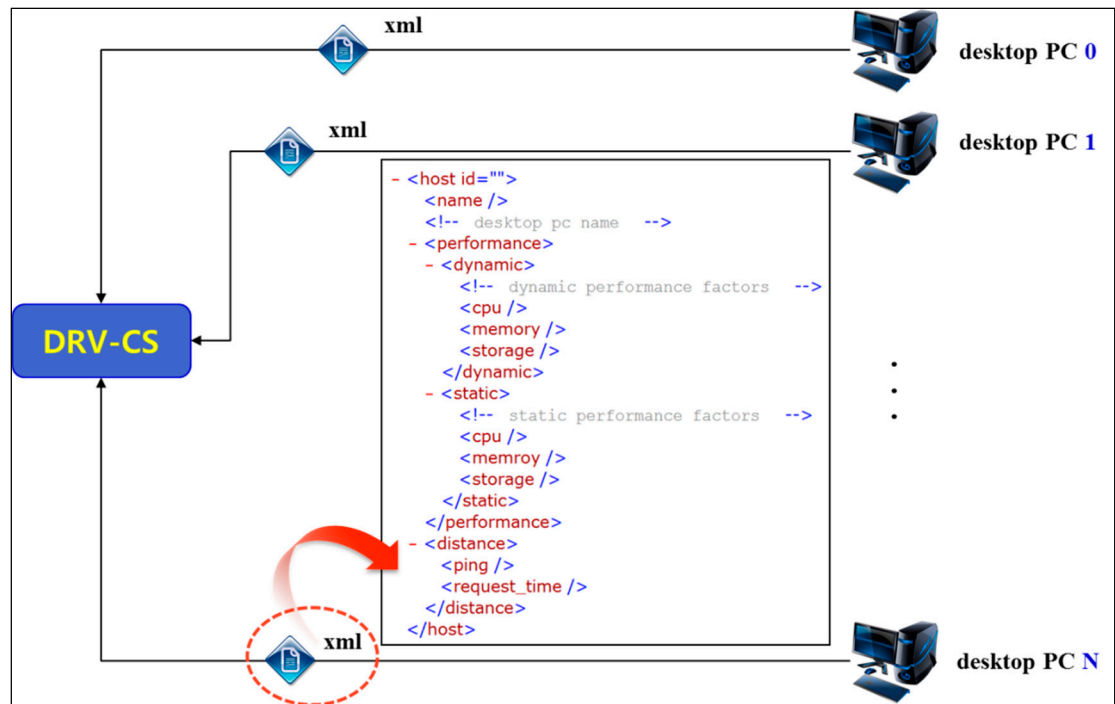 xml
desktop PC 0
xml
desktop PC 1
- <host id="">
<name />
<!-- desktop pc name -->
- <performance>
- <dynamic>
<!-- dynamic performance factors -->
<cpu />
<memory />
<storage />
</dynamic>
- <static>
<!-- static performance factors -->
<cpu />
<memroy />
<storage />
</static>
</performance>
- <distance>
<ping />
<request_time />
</distance>
</host>
DRV-CS
xml
desktop PC N